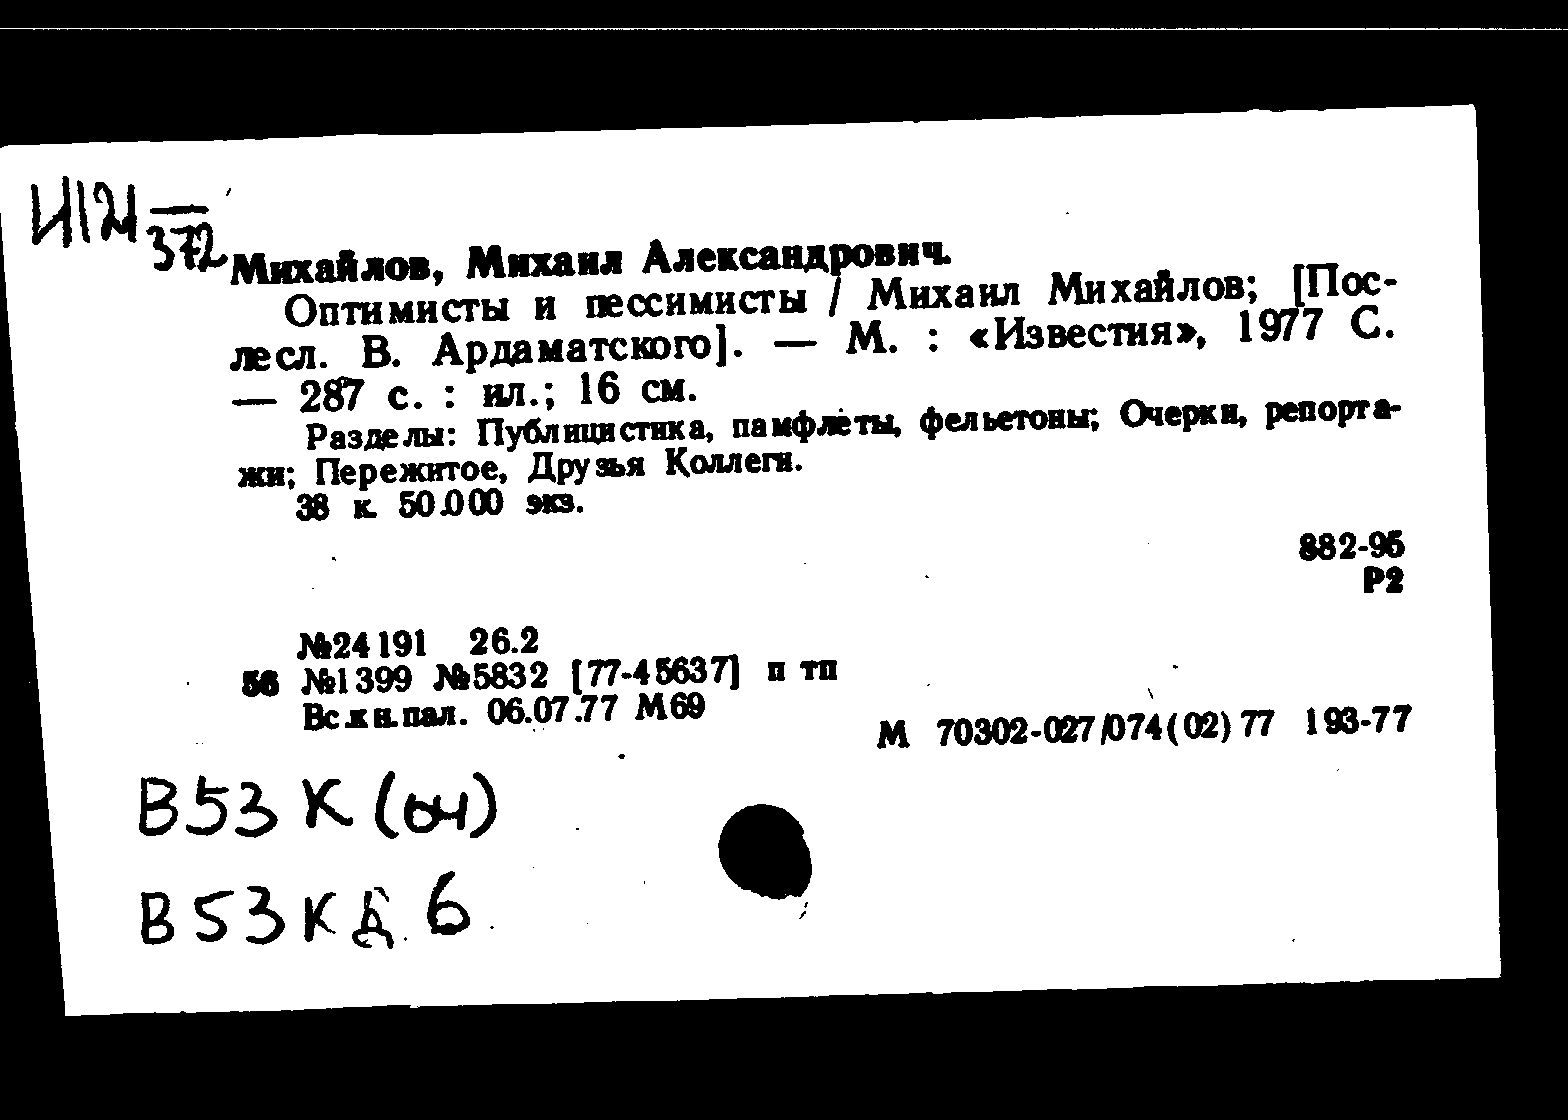 И121
372
Михайлов, Михаил Александрович.
Оптимисты и пессимисты / Михаил Михайлов; [Пос-
лесл. В. Ардаматского]. — М. : «Известия», 1977 С.
— 287 с. : ил.; 16 см.
Разделы: Публицистика, памфлеты, фельетоны; Очерки, репорта-
жи; Пережитое, Друзья Коллеги.
38 к. 50.000 экз.
882-95
Р2
№24191 26.2
56 №1399 №5832 [77-45637] п тп
Вс.кн.пал. 06.07.77 М69
М 70302-027/074(02)77 193-77
В53 К (04)
В53К 6